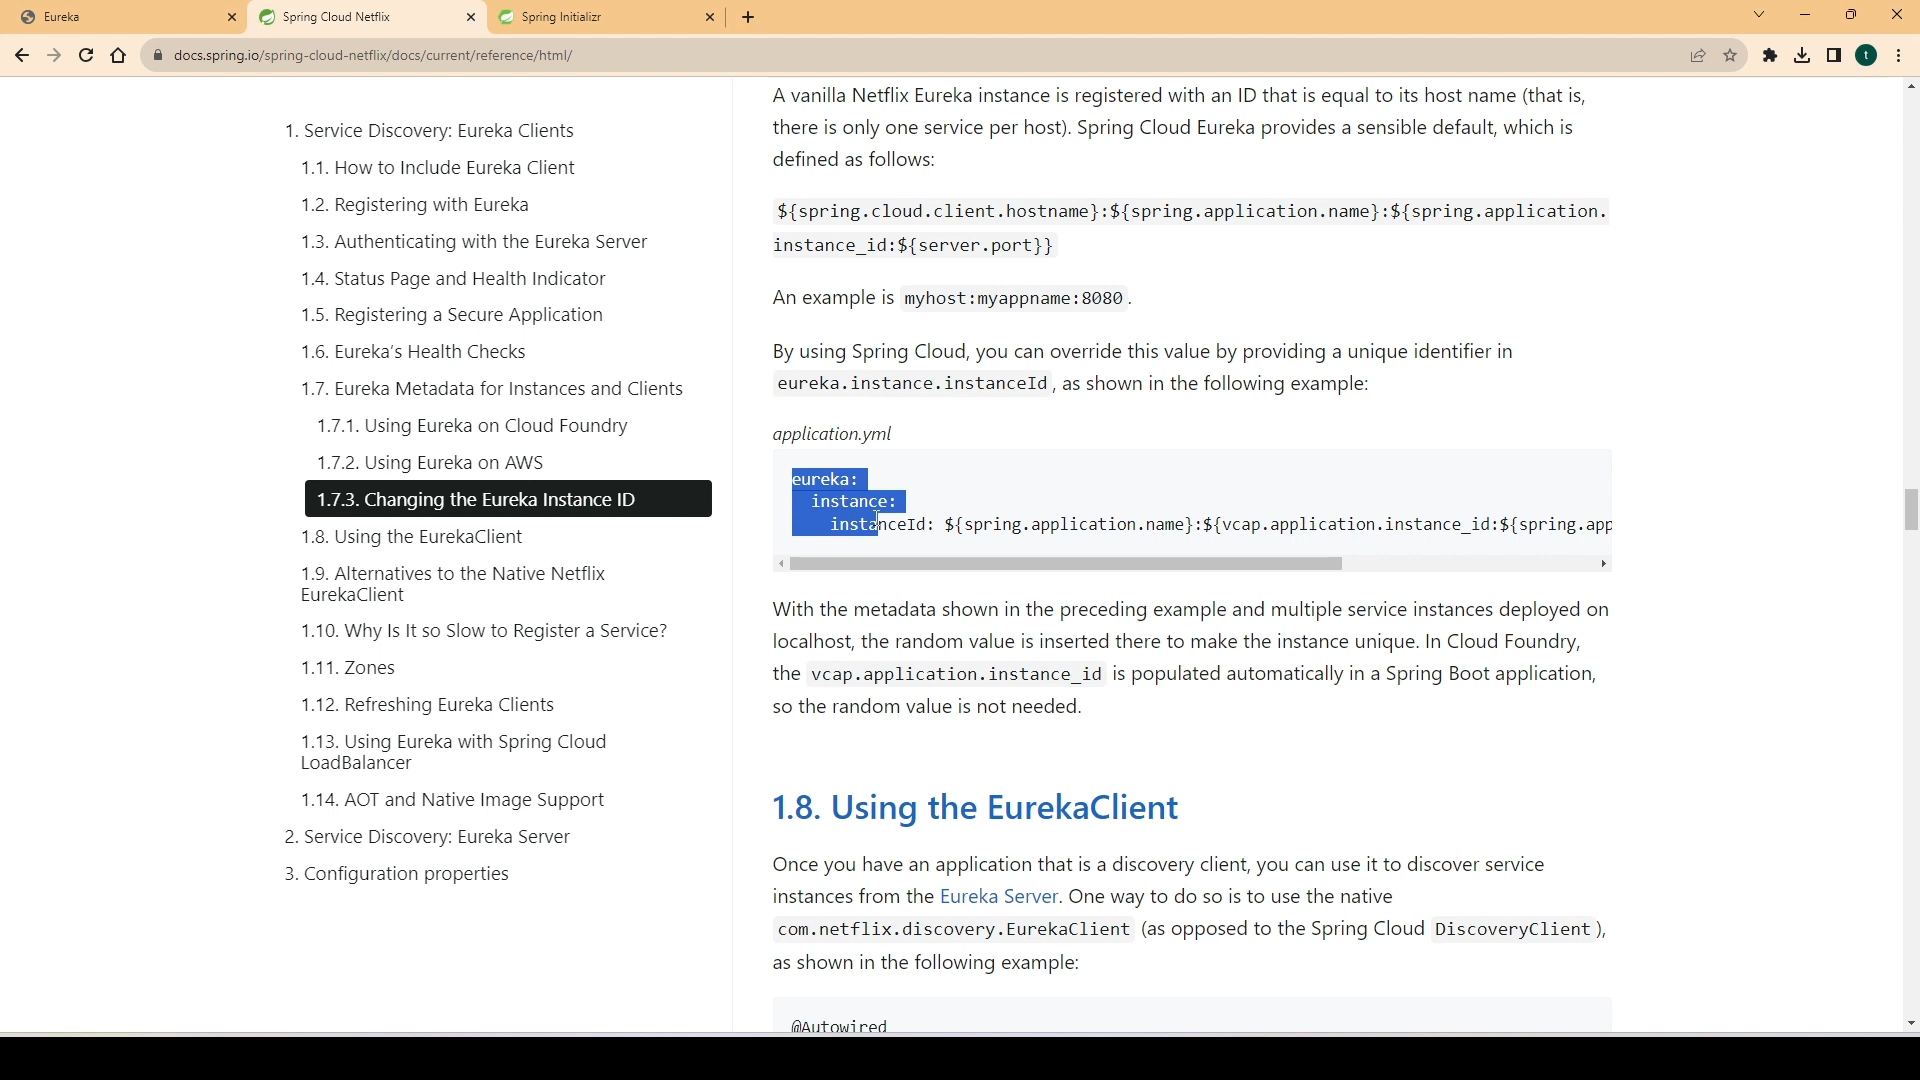 Eureka
Spring Cloud Netflix
Spring Initializr
docs.spring.io/spring-cloud-netflix/docs/current/reference/html/
t
1. Service Discovery: Eureka Clients
1.1. How to Include Eureka Client
1.2. Registering with Eureka
1.3. Authenticating with the Eureka Server
1.4. Status Page and Health Indicator
1.5. Registering a Secure Application
1.6. Eureka’s Health Checks
1.7. Eureka Metadata for Instances and Clients
1.7.1. Using Eureka on Cloud Foundry
1.7.2. Using Eureka on AWS
1.7.3. Changing the Eureka Instance ID
1.8. Using the EurekaClient
1.9. Alternatives to the Native Netflix
EurekaClient
1.10. Why Is It so Slow to Register a Service?
1.11. Zones
1.12. Refreshing Eureka Clients
1.13. Using Eureka with Spring Cloud
LoadBalancer
1.14. AOT and Native Image Support
2. Service Discovery: Eureka Server
3. Configuration properties
A vanilla Netflix Eureka instance is registered with an ID that is equal to its host name (that is,
there is only one service per host). Spring Cloud Eureka provides a sensible default, which is
defined as follows:
${spring.cloud.client.hostname}:${spring.application.name}:${spring.application.
instance_id:${server.port}}
An example is myhost:myappname:8080.
By using Spring Cloud, you can override this value by providing a unique identifier in
eureka.instance.instanceId, as shown in the following example:
application.yml
eureka:
instance:
instanceId: ${spring.application.name}:${vcap.application.instance_id:${spring.app
With the metadata shown in the preceding example and multiple service instances deployed on
localhost, the random value is inserted there to make the instance unique. In Cloud Foundry,
the vcap.application.instance_id is populated automatically in a Spring Boot application,
so the random value is not needed.
1.8. Using the EurekaClient
Once you have an application that is a discovery client, you can use it to discover service
instances from the Eureka Server. One way to do so is to use the native
com.netflix.discovery.EurekaClient (as opposed to the Spring Cloud DiscoveryClient),
as shown in the following example:
@Autowired